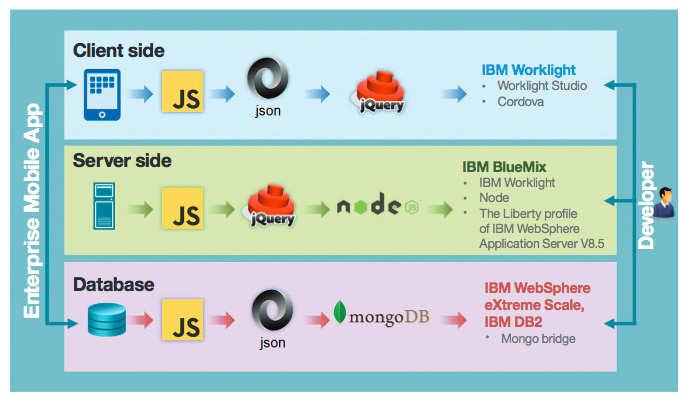 Enterprise Mobile App
Client side
JS
json
jQuery
IBM Worklight
• Worklight Studio
• Cordova
Server side
JS
jQuery
node
JS
IBM BlueMix
• IBM Worklight
• Node
• The Liberty profile
of IBM WebSphere
Application Server V8.5
Database
JS
json
mongoDB
IBM WebSphere
eXtreme Scale,
IBM DB2
• Mongo bridge
Developer